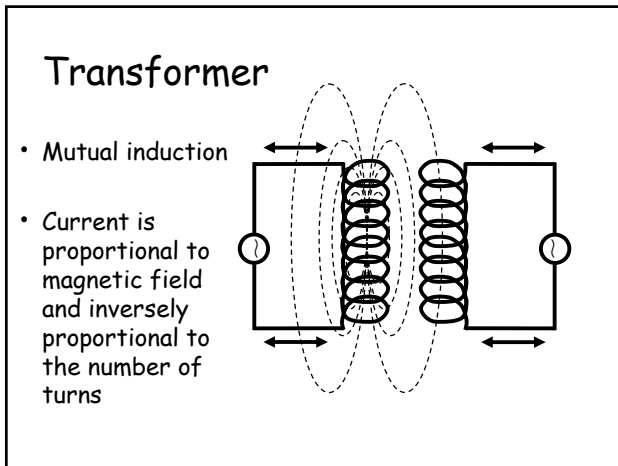 Transformer
• Mutual induction
• Current is
proportional to
magnetic field
and inversely
proportional to
the number of
turns